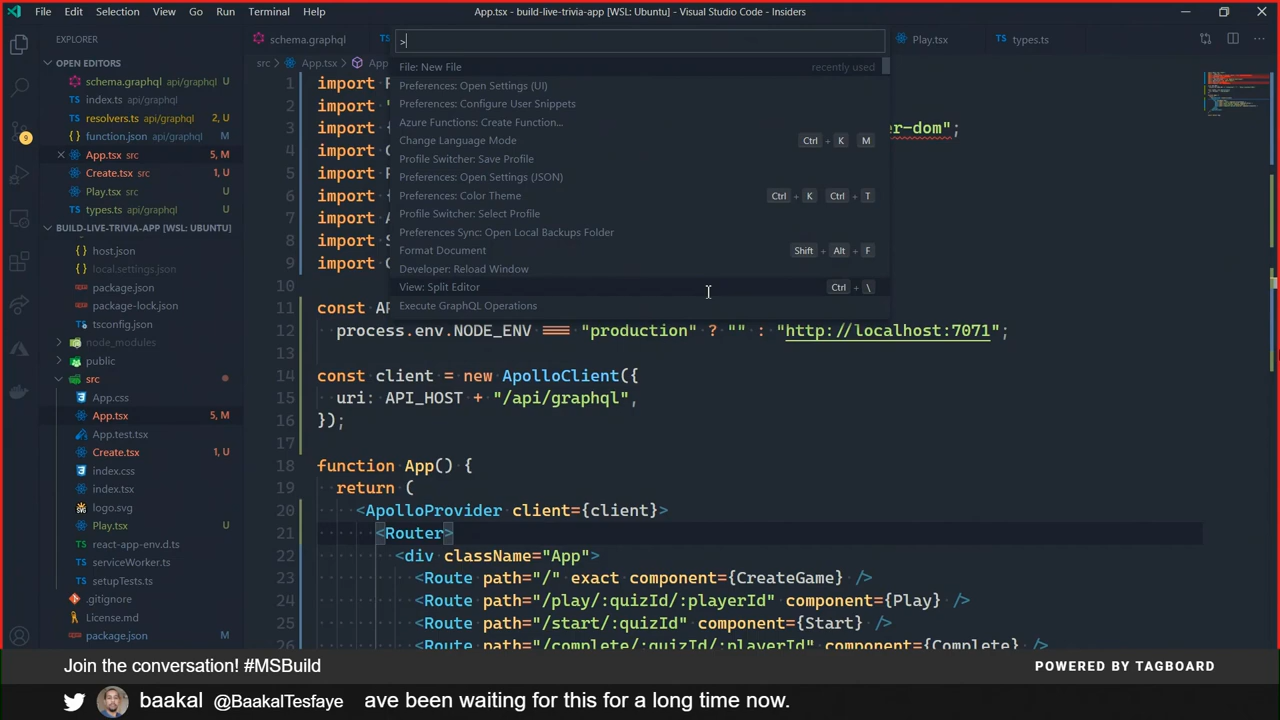 File Edit Selection View Go Run Terminal Help App.tsx - build-live-trivia-app [WSL: Ubuntu] - Visual Studio Code - Insiders
EXPLORER
OPEN EDITORS
schema.graphql api/graphql U
index.ts api/graphql
resolvers.ts api/graphql U
function.json api/graphql M
App.tsx src 5, M
Create.tsx src 1, U
Play.tsx src U
types.ts api/graphql U
BUILD-LIVE-TRIVIA-APP [WSL: UBUNTU]
host.json
local.settings.json
package.json
package-lock.json
tsconfig.json
node_modules
public
src
App.css
App.tsx 5, M
App.test.tsx
Create.tsx 1, U
index.css
index.tsx
logo.svg
Play.tsx U
react-app-env.d.ts
serviceWorker.ts
setupTests.ts
.gitignore
License.md
package.json M
9
schema.graphql
TS
Play.tsx
types.ts
src > App.tsx > App
>
File: New File recently used
Preferences: Open Settings (UI)
Preferences: Configure User Snippets
Azure Functions: Create Function...
Change Language Mode Ctrl + K M
Profile Switcher: Save Profile
Preferences: Open Settings (JSON)
Preferences: Color Theme Ctrl + K Ctrl + T
Profile Switcher: Select Profile
Preferences Sync: Open Local Backups Folder
Format Document Shift + Alt + F
Developer: Reload Window
View: Split Editor Ctrl + \
Execute GraphQL Operations
1 import
2 import
3 import { er-dom";
4 import
5 import
6 import {
7 import
8 import
9 import
10
11 const AP
12 process.env.NODE_ENV === "production" ? "" : "http://localhost:7071";
13
14 const client = new ApolloClient({
15 uri: API_HOST + "/api/graphql",
16 });
17
18 function App() {
19 return (
20 <ApolloProvider client={client}>
21 <Router>
22 <div className="App">
23 <Route path="/" exact component={CreateGame} />
24 <Route path="/play/:quizId/:playerId" component={Play} />
25 <Route path="/start/:quizId" component={Start} />
26 <Route path="/complete/:quizId/:playerId" component={Complete} />
Join the conversation! #MSBuild POWERED BY TAGBOARD
baakal @BaakalTesfaye ave been waiting for this for a long time now.